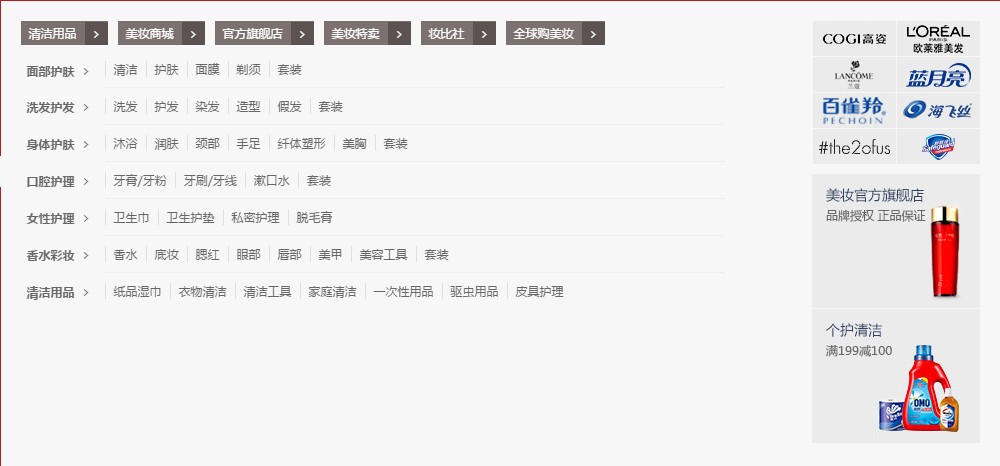 清洁用品 > 美妆商城 > 官方旗舰店 > 美妆特卖 > 妆比社 > 全球购美妆 >
面部护肤 > 清洁 护肤 面膜 剃须 套装
洗发护发 > 洗发 护发 染发 造型 假发 套装
身体护肤 > 沐浴 润肤 颈部 手足 纤体塑形 美胸 套装
口腔护理 > 牙膏/牙粉 牙刷/牙线 漱口水 套装
女性护理 > 卫生巾 卫生护垫 私密护理 脱毛膏
香水彩妆 > 香水 底妆 腮红 眼部 唇部 美甲 美容工具 套装
清洁用品 > 纸品湿巾 衣物清洁 清洁工具 家庭清洁 一次性用品 驱虫用品 皮具护理
COGI高姿
L'ORÉAL
PARIS
欧莱雅美发
LANCÔME
PARIS
兰蔻
蓝月亮
百雀羚
PECHOIN
海飞丝
#the2ofus
Safeguard
美妆官方旗舰店
品牌授权 正品保证
个护清洁
满199减100
OMO